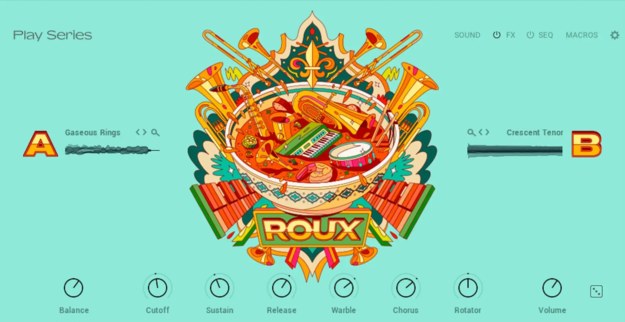 Play Series
SOUND
FX
SEQ
MACROS
A
Gaseous Rings
Crescent Tenor
B
ROUX
Balance
Cutoff
Sustain
Release
Warble
Chorus
Rotator
Volume